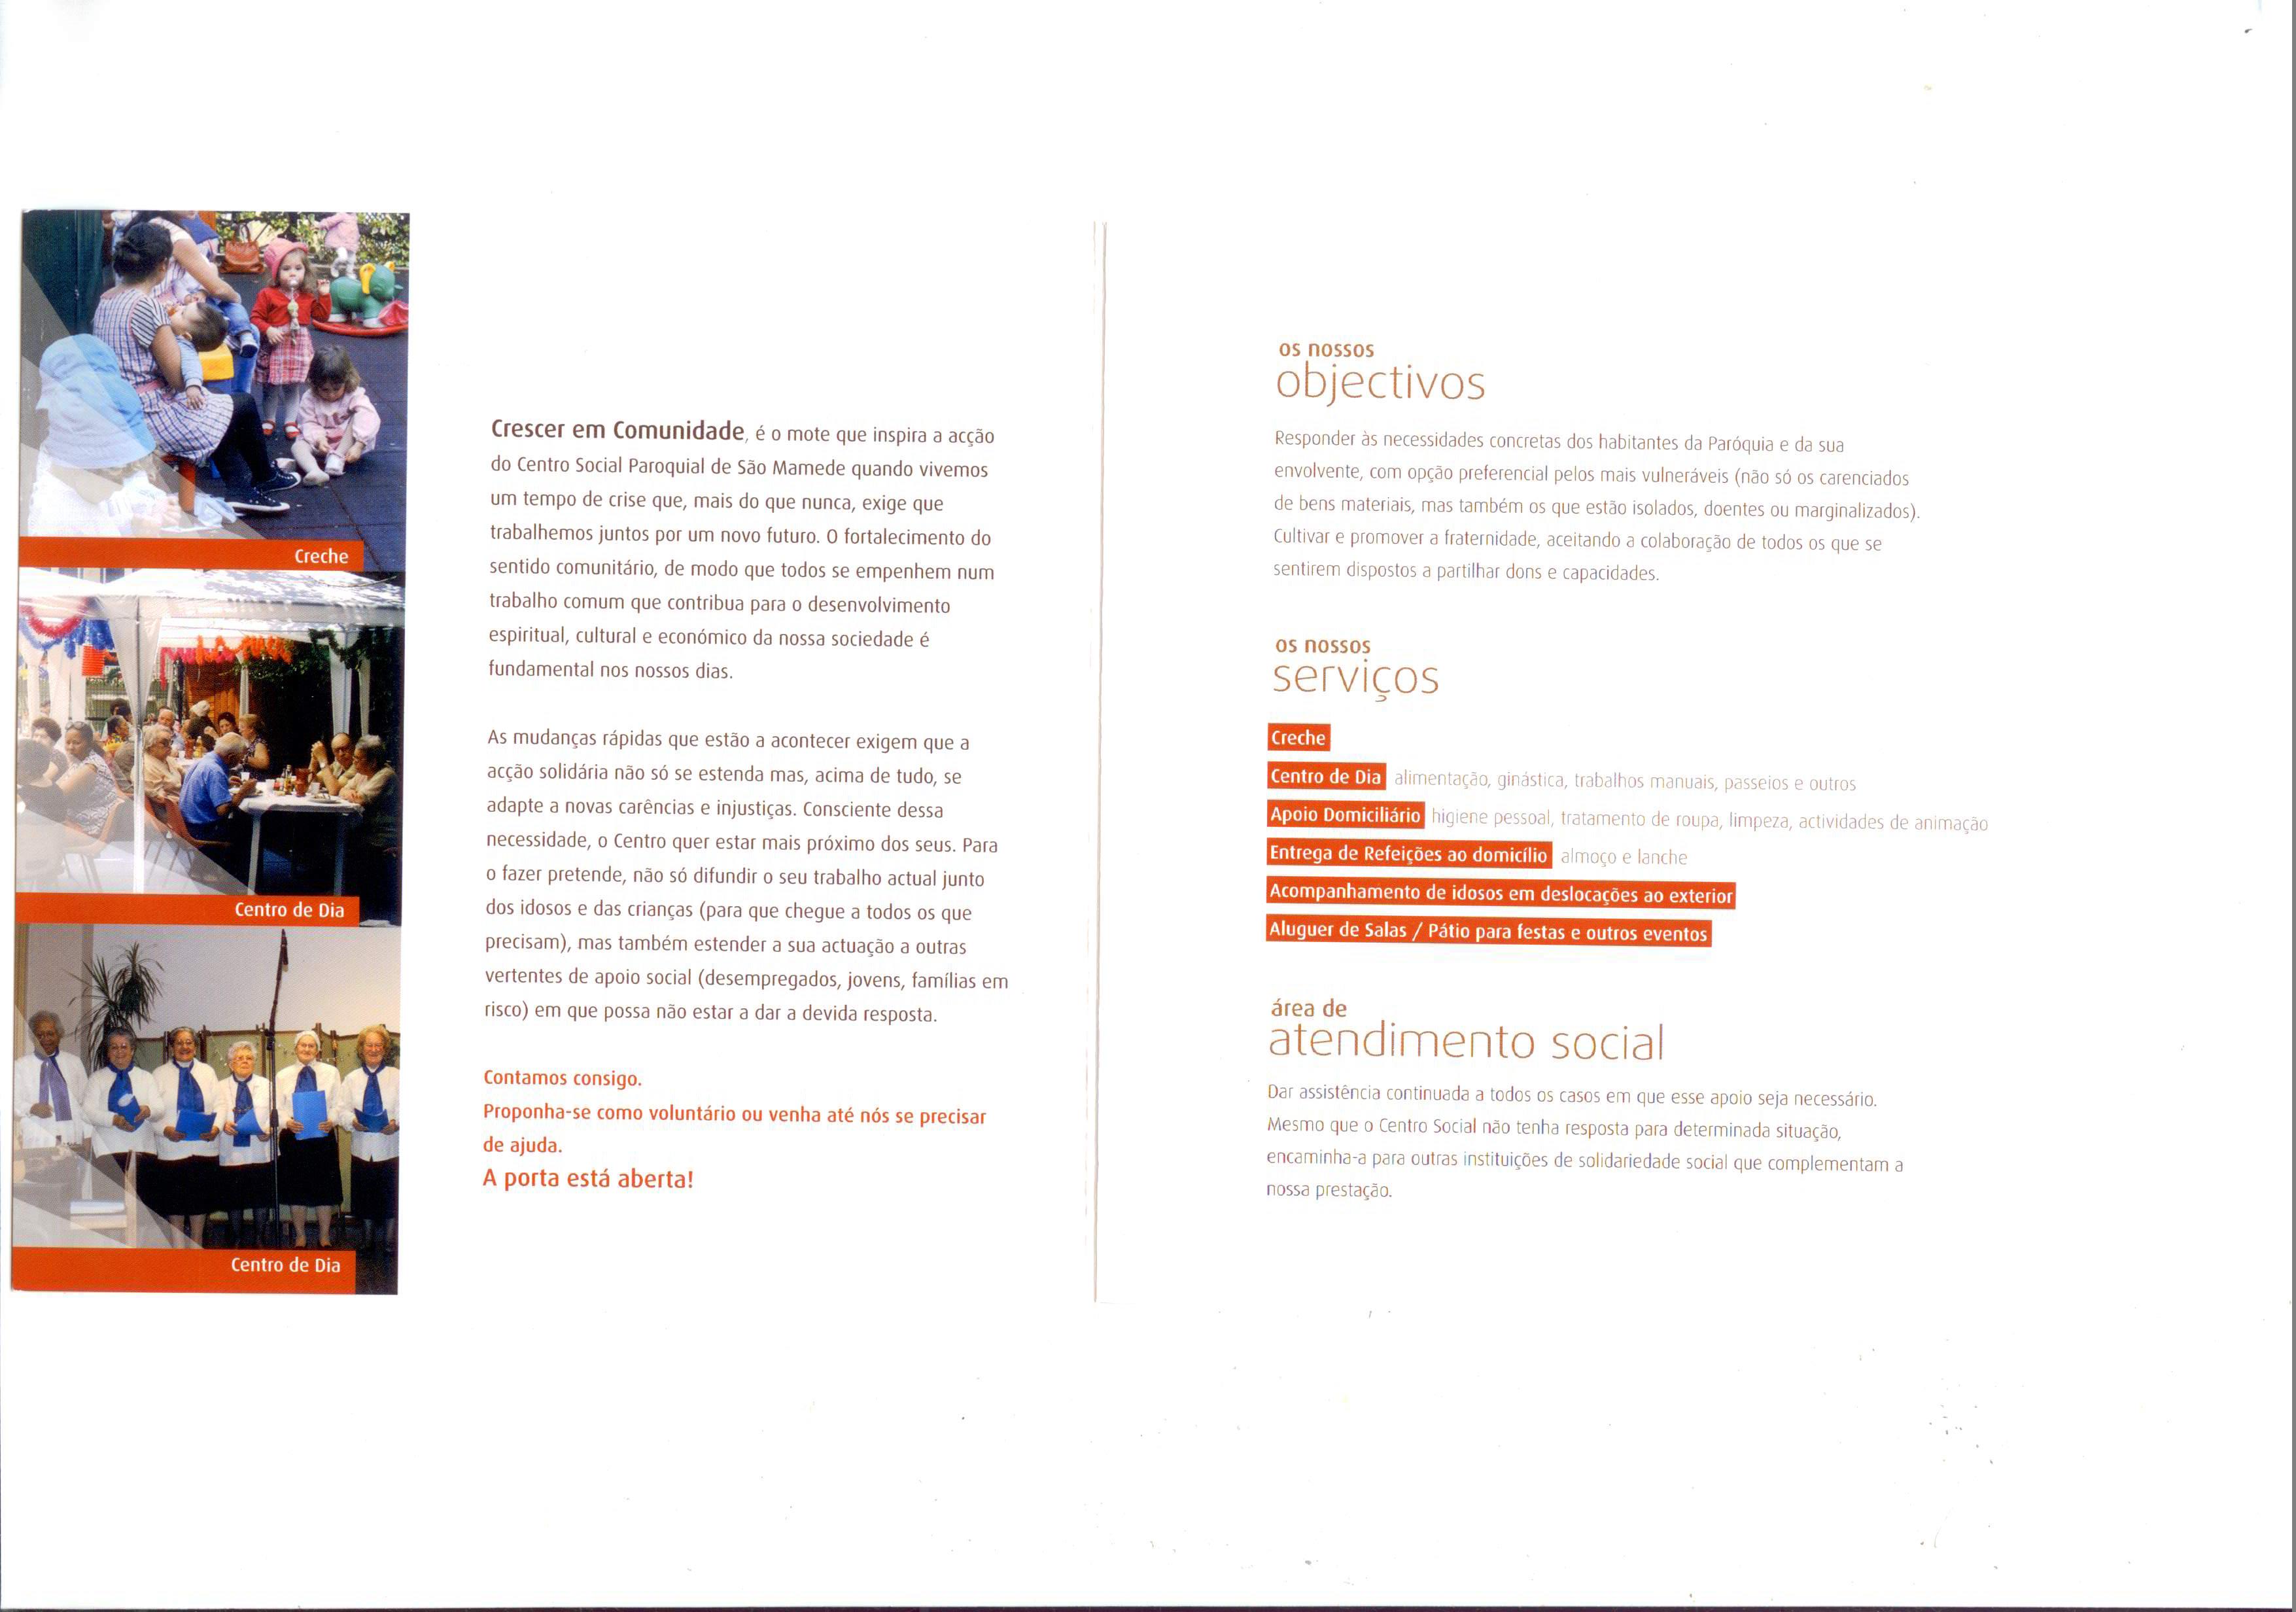 Creche
Centro de Dia
Centro de Dia
Crescer em Comunidade, é o mote que inspira a acção
do Centro Social Paroquial de São Mamede quando vivemos
um tempo de crise que, mais do que nunca, exige que
trabalhemos juntos por um novo futuro. O fortalecimento do
sentido comunitário, de modo que todos se empenhem num
trabalho comum que contribua para o desenvolvimento
espiritual, cultural e económico da nossa sociedade é
fundamental nos nossos dias.
As mudanças rápidas que estão a acontecer exigem que a
acção solidária não só se estenda mas, acima de tudo, se
adapte a novas carências e injustiças. Consciente dessa
necessidade, o Centro quer estar mais próximo dos seus. Para
o fazer pretende, não só difundir o seu trabalho actual junto
dos idosos e das crianças (para que chegue a todos os que
precisam), mas também estender a sua actuação a outras
vertentes de apoio social (desempregados, jovens, famílias em
risco) em que possa não estar a dar a devida resposta.
Contamos consigo.
Proponha-se como voluntário ou venha até nós se precisar
de ajuda.
A porta está aberta!
os nossos
objectivos
Responder às necessidades concretas dos habitantes da Paróquia e da sua
envolvente, com opção preferencial pelos mais vulneráveis (não só os carenciados
de bens materiais, mas também os que estão isolados, doentes ou marginalizados).
Cultivar e promover a fraternidade, aceitando a colaboração de todos os que se
sentirem dispostos a partilhar dons e capacidades.
os nossos
serviços
Creche
Centro de Dia alimentação, ginástica, trabalhos manuais, passeios e outros
Apoio Domiciliário higiene pessoal, tratamento de roupa, limpeza, actividades de animação
Entrega de Refeições ao domicílio almoço e lanche
Acompanhamento de idosos em deslocações ao exterior
Aluguer de Salas / Pátio para festas e outros eventos
área de
atendimento social
Dar assistência continuada a todos os casos em que esse apoio seja necessário.
Mesmo que o Centro Social não tenha resposta para determinada situação,
encaminha-a para outras instituições de solidariedade social que complementam a
nossa prestação.